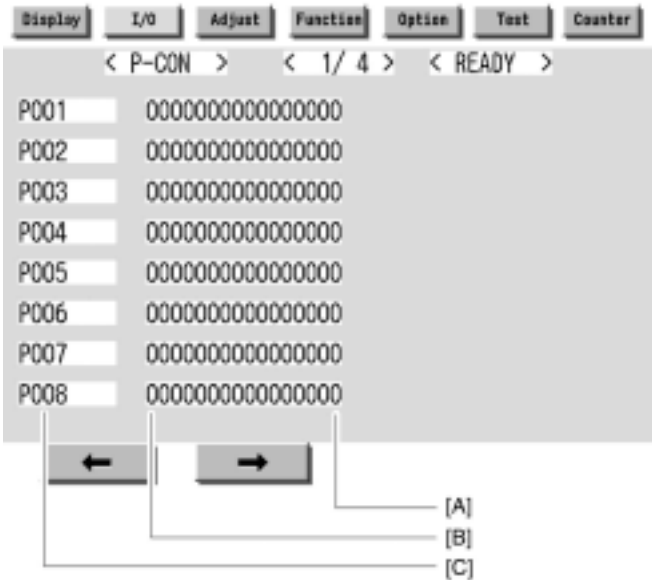 Display I/O Adjust Function Option Test Counter
< P-CON > < 1/ 4 > < READY >
P001 0000000000000000
P002 0000000000000000
P003 0000000000000000
P004 0000000000000000
P005 0000000000000000
P006 0000000000000000
P007 0000000000000000
P008 0000000000000000
← →
[A]
[B]
[C]